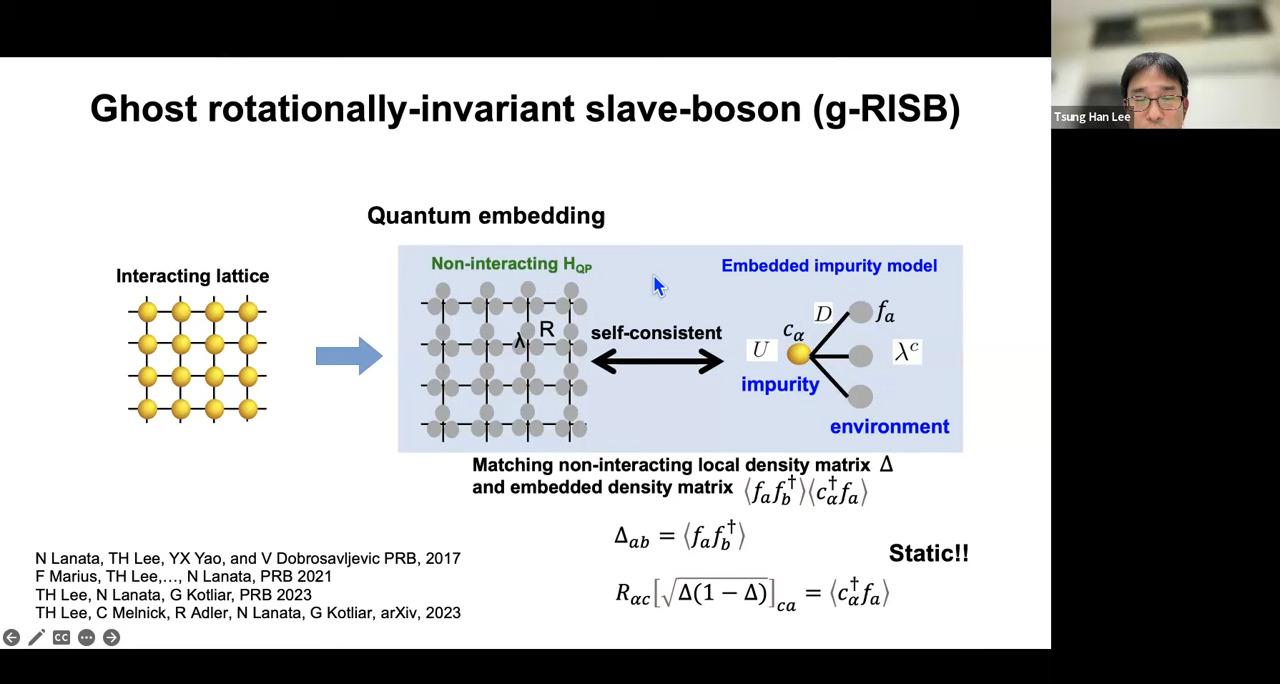 Ghost rotationally-invariant slave-boson (g-RISB)
Tsung Han Lee
Quantum embedding
Interacting lattice
Non-interacting H_QP
Embedded impurity model
R
λ
self-consistent
U
c_α
D
f_a
λ^c
impurity
environment
Matching non-interacting local density matrix Δ
and embedded density matrix ⟨f_a f_b^†⟩⟨c_α^† f_a⟩
Δ_ab = ⟨f_a f_b^†⟩
Static!!
R_αc[√Δ(1 − Δ)]_ca = ⟨c_α^† f_a⟩
N Lanata, TH Lee, YX Yao, and V Dobrosavljevic PRB, 2017
F Marius, TH Lee,…, N Lanata, PRB 2021
TH Lee, N Lanata, G Kotliar, PRB 2023
TH Lee, C Melnick, R Adler, N Lanata, G Kotliar, arXiv, 2023
CC